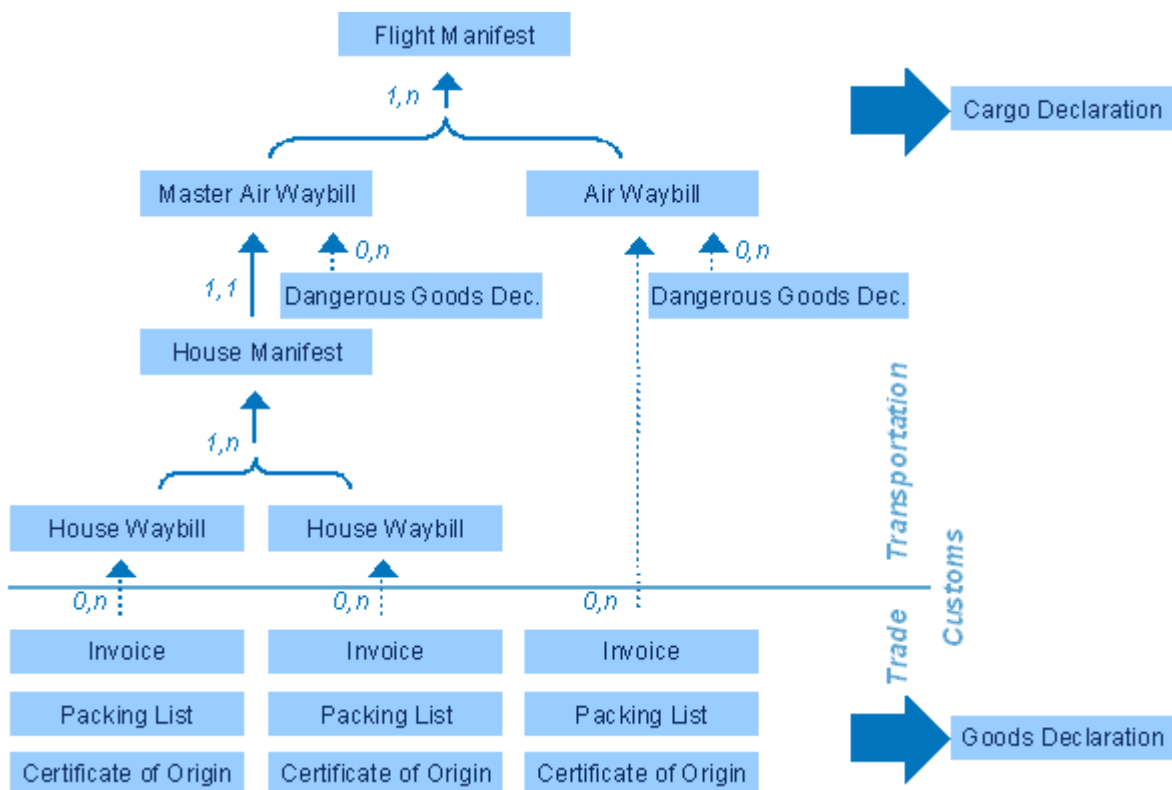 Flight Manifest
1,n
Cargo Declaration
Master Air Waybill
Air Waybill
0,n
0,n
1,1
Dangerous Goods Dec.
Dangerous Goods Dec.
House Manifest
1,n
House Waybill
House Waybill
Transportation
Customs
0,n
0,n
0,n
Trade
Invoice
Invoice
Invoice
Packing List
Packing List
Packing List
Goods Declaration
Certificate of Origin
Certificate of Origin
Certificate of Origin